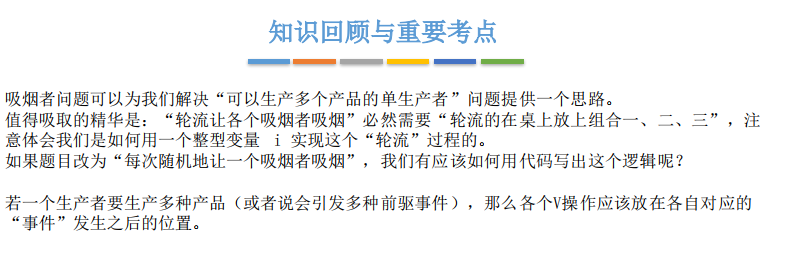 知识回顾与重要考点
吸烟者问题可以为我们解决“可以生产多个产品的单生产者”问题提供一个思路。
值得吸取的精华是：“轮流让各个吸烟者吸烟”必然需要“轮流的在桌上放上组合一、二、三”，注
意体会我们是如何用一个整型变量 i 实现这个“轮流”过程的。
如果题目改为“每次随机地让一个吸烟者吸烟”，我们有应该如何用代码写出这个逻辑呢？
若一个生产者要生产多种产品（或者说会引发多种前驱事件），那么各个V操作应该放在各自对应的
“事件”发生之后的位置。